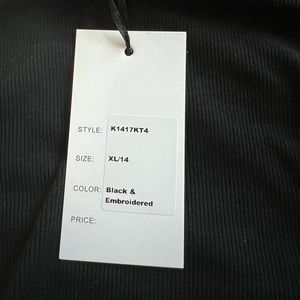 STYLE: K1417KT4
SIZE: XL/14
COLOR: Black &
Embroidered
PRICE: